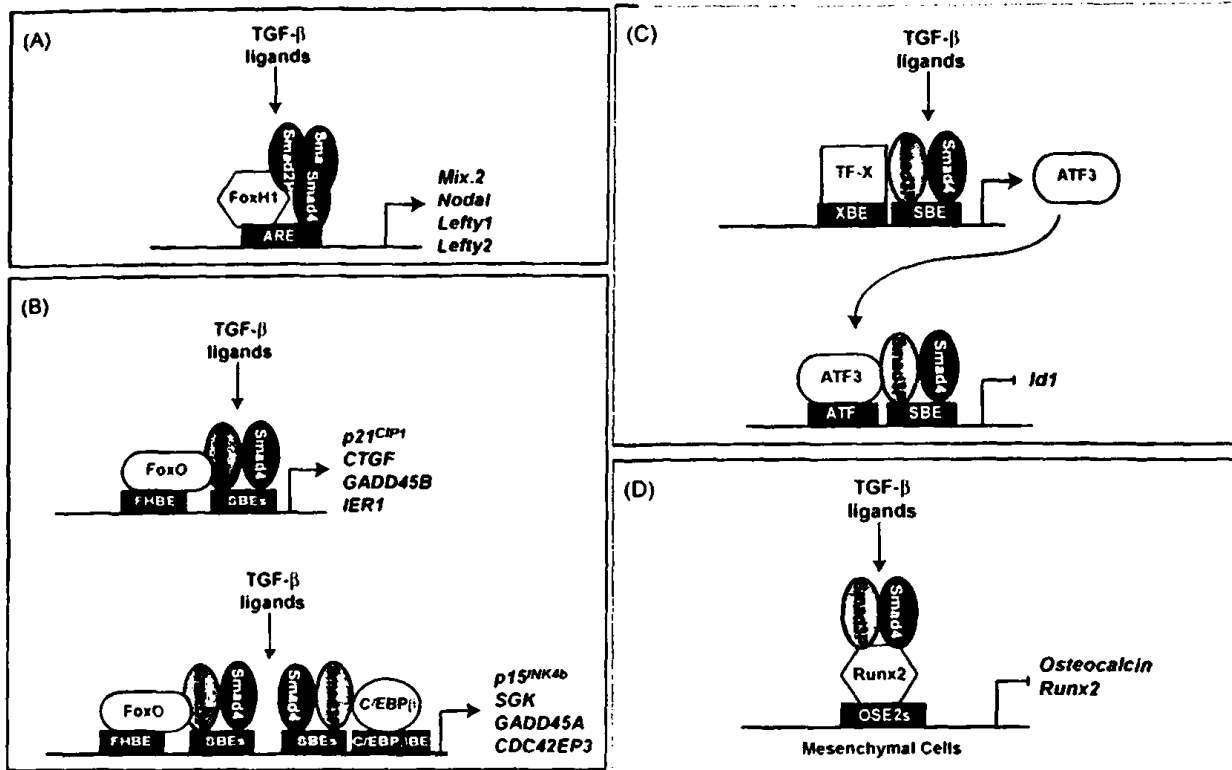 (A)
TGF-β
ligands
Smad4
FoxH1
ARE
Mix.2
Nodal
Lefty1
Lefty2
(B)
TGF-β
ligands
FoxO
Smad4
SBEs
p21CIP1
CTGF
GADD45B
IER1
TGF-β
ligands
FoxO
Smad4
Smad4
C/EBPβ
SBEs
SBEs
p15INK4b
SGK
GADD45A
CDC42EP3
(C)
TGF-β
ligands
TF-X
Smad4
XBE
SBE
ATF3
ATF3
Smad4
ATF
SBE
Id1
(D)
TGF-β
ligands
Smad4
Runx2
OSE2s
Osteocalcin
Runx2
Mesenchymal Cells